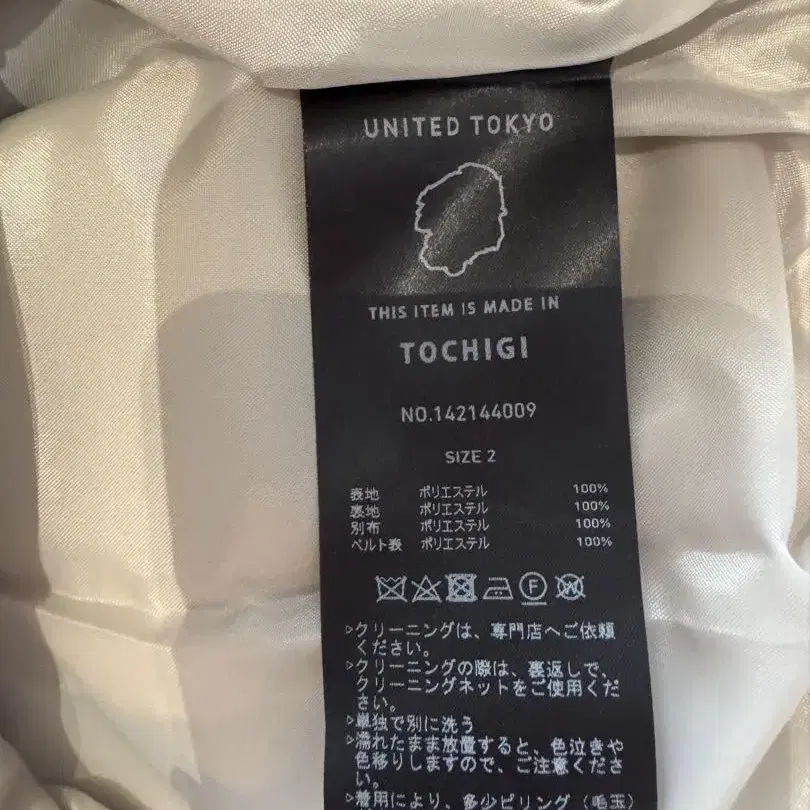 UNITED TOKYO
THIS ITEM IS MADE IN
TOCHIGI
NO.142144009
SIZE 2
表地 ポリエステル 100%
裏地 ポリエステル 100%
別布 ポリエステル 100%
ベルト表 ポリエステル 100%
F W
▷クリーニングは、専門店へご依頼
ください。
▷クリーニングの際は、裏返しで、
クリーニングネットをご使用くだ
さい。
▷単独で別に洗う
▷濡れたまま放置すると、色泣きや
色移りしますので、ご注意くださ
い。
▷着用により、多少ピリング（毛玉）